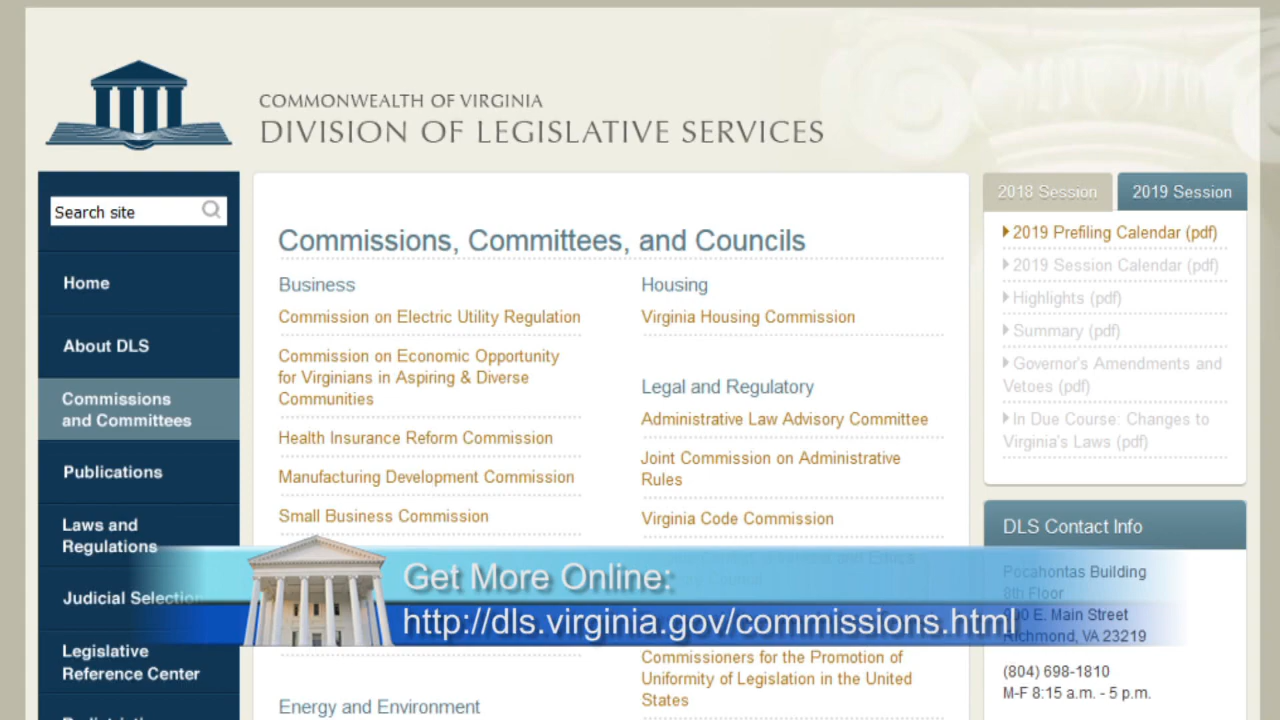 COMMONWEALTH OF VIRGINIA
DIVISION OF LEGISLATIVE SERVICES
Search site
Home
About DLS
Commissions
and Committees
Publications
Laws and
Regulations
Judicial Selection
Legislative
Reference Center
Commissions, Committees, and Councils
Business
Commission on Electric Utility Regulation
Commission on Economic Opportunity
for Virginians in Aspiring & Diverse
Communities
Health Insurance Reform Commission
Manufacturing Development Commission
Small Business Commission
Energy and Environment
Housing
Virginia Housing Commission
Legal and Regulatory
Administrative Law Advisory Committee
Joint Commission on Administrative
Rules
Virginia Code Commission
Commissioners for the Promotion of
Uniformity of Legislation in the United
States
2018 Session
2019 Session
2019 Prefiling Calendar (pdf)
2019 Session Calendar (pdf)
Highlights (pdf)
Summary (pdf)
Governor's Amendments and
Vetoes (pdf)
In Due Course: Changes to
Virginia's Laws (pdf)
DLS Contact Info
Pocahontas Building
8th Floor
E. Main Street
Richmond, VA 23219
(804) 698-1810
M-F 8:15 a.m. - 5 p.m.
Get More Online:
http://dls.virginia.gov/commissions.html